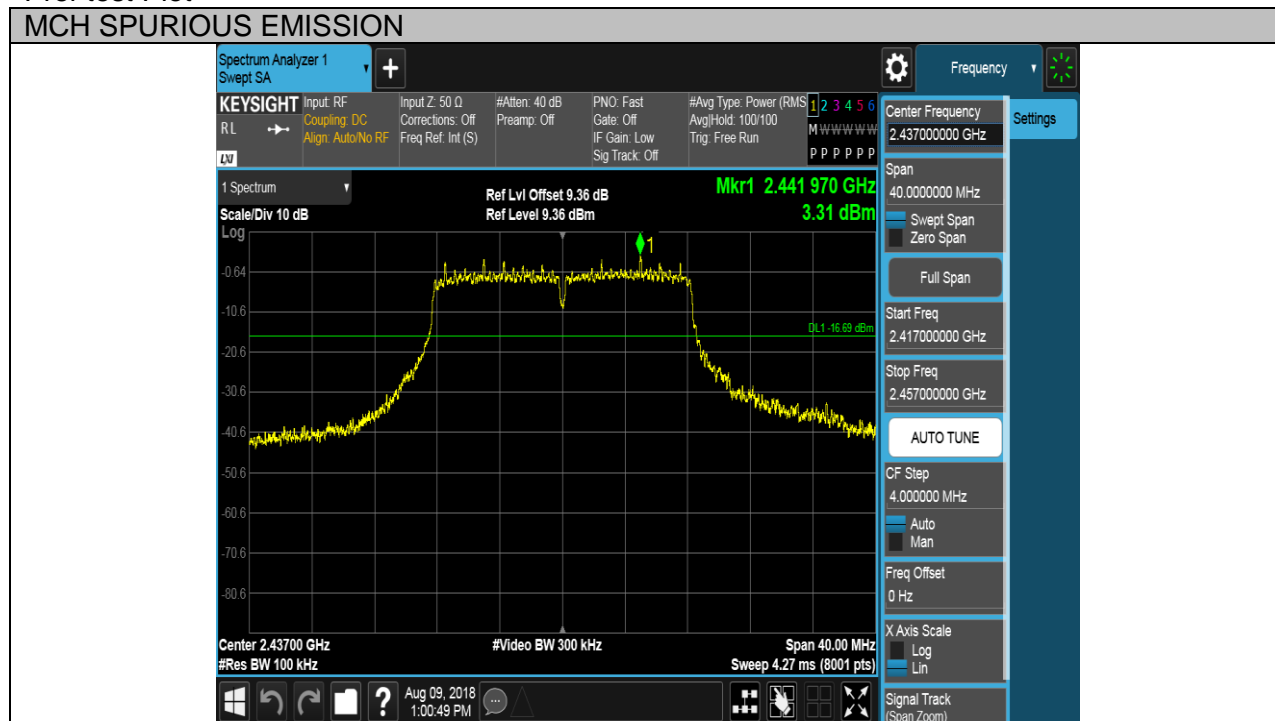 MCH SPURIOUS EMISSION
Spectrum Analyzer 1
Swept SA
Frequency
KEYSIGHT
RL
LXI
Input: RF
Coupling: DC
Align: Auto/No RF
Input Z: 50 Ω
Corrections: Off
Freq Ref: Int (S)
#Atten: 40 dB
Preamp: Off
PNO: Fast
Gate: Off
IF Gain: Low
Sig Track: Off
#Avg Type: Power (RMS
Avg|Hold: 100/100
Trig: Free Run
1 2 3 4 5 6
M W W W W W
P P P P P P
1 Spectrum
Scale/Div 10 dB
Log
Ref Lvl Offset 9.36 dB
Ref Level 9.36 dBm
Mkr1 2.441 970 GHz
3.31 dBm
1
-0.64
-10.6
DL1 -16.69 dBm
-20.6
-30.6
-40.6
-50.6
-60.6
-70.6
-80.6
Center 2.43700 GHz
#Res BW 100 kHz
#Video BW 300 kHz
Span 40.00 MHz
Sweep 4.27 ms (8001 pts)
Aug 09, 2018
1:00:49 PM
Center Frequency
2.437000000 GHz
Settings
Span
40.0000000 MHz
Swept Span
Zero Span
Full Span
Start Freq
2.417000000 GHz
Stop Freq
2.457000000 GHz
AUTO TUNE
CF Step
4.000000 MHz
Auto
Man
Freq Offset
0 Hz
X Axis Scale
Log
Lin
Signal Track
(Span Zoom)